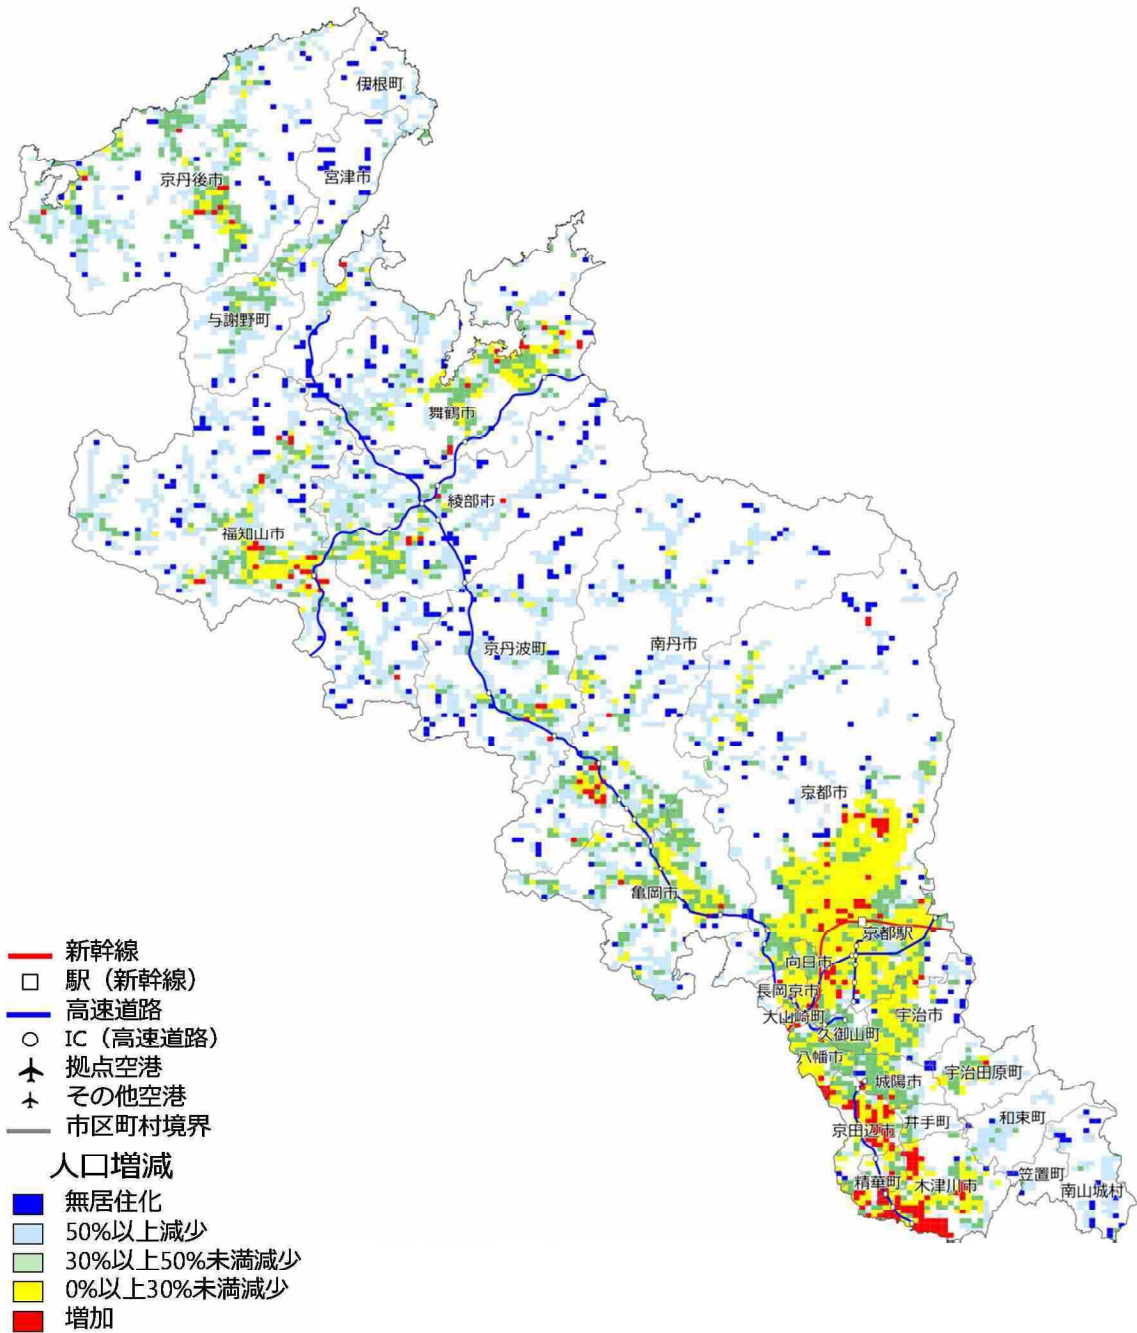 伊根町
京丹後市
宮津市
与謝野町
舞鶴市
綾部市
福知山市
京丹波町
南丹市
京都市
亀岡市
京都駅
向日市
長岡京市
大山崎町
宇治市
久御山町
八幡市
城陽市
宇治田原町
京田辺市
井手町
和束町
精華町
木津川市
笠置町
南山城村
新幹線
駅（新幹線）
高速道路
IC（高速道路）
拠点空港
その他空港
市区町村境界
人口増減
無居住化
50%以上減少
30%以上50%未満減少
0%以上30%未満減少
増加